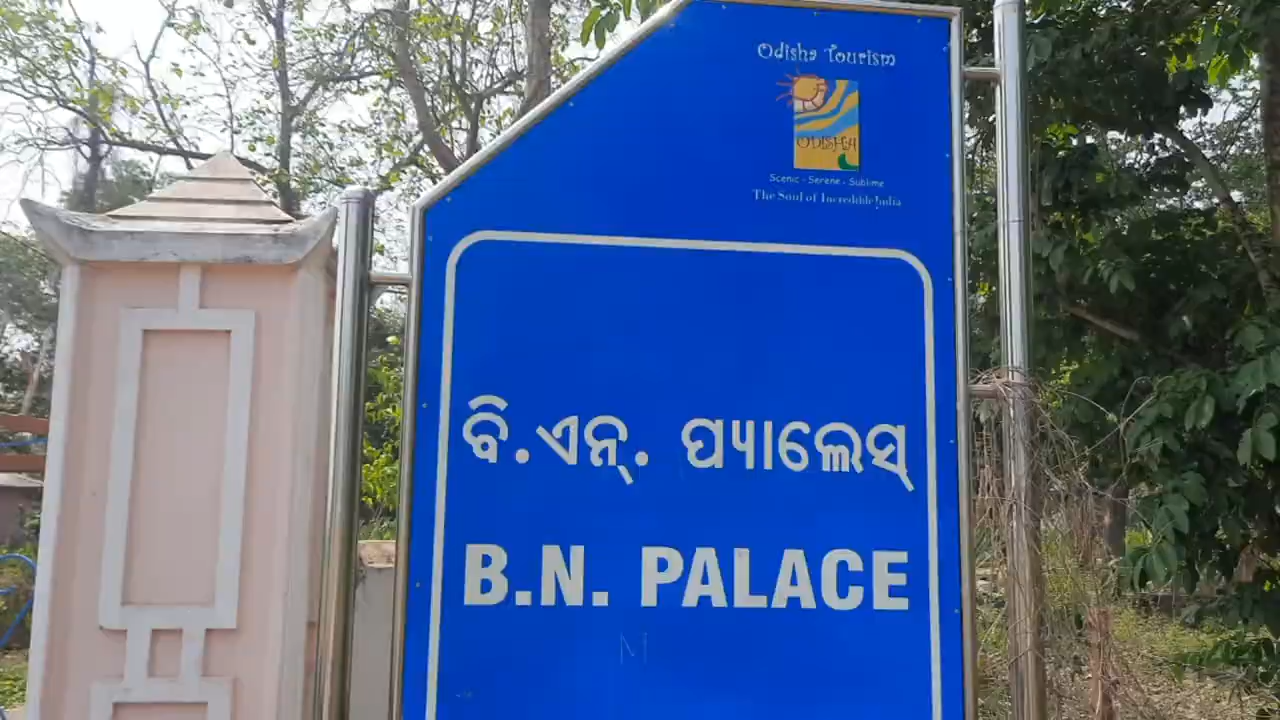 Odisha Tourism
ODISHA
Scenic - Serene - Sublime
The Soul of Incredible India
ବି.ଏନ୍. ପ୍ୟାଲେସ୍
B.N. PALACE